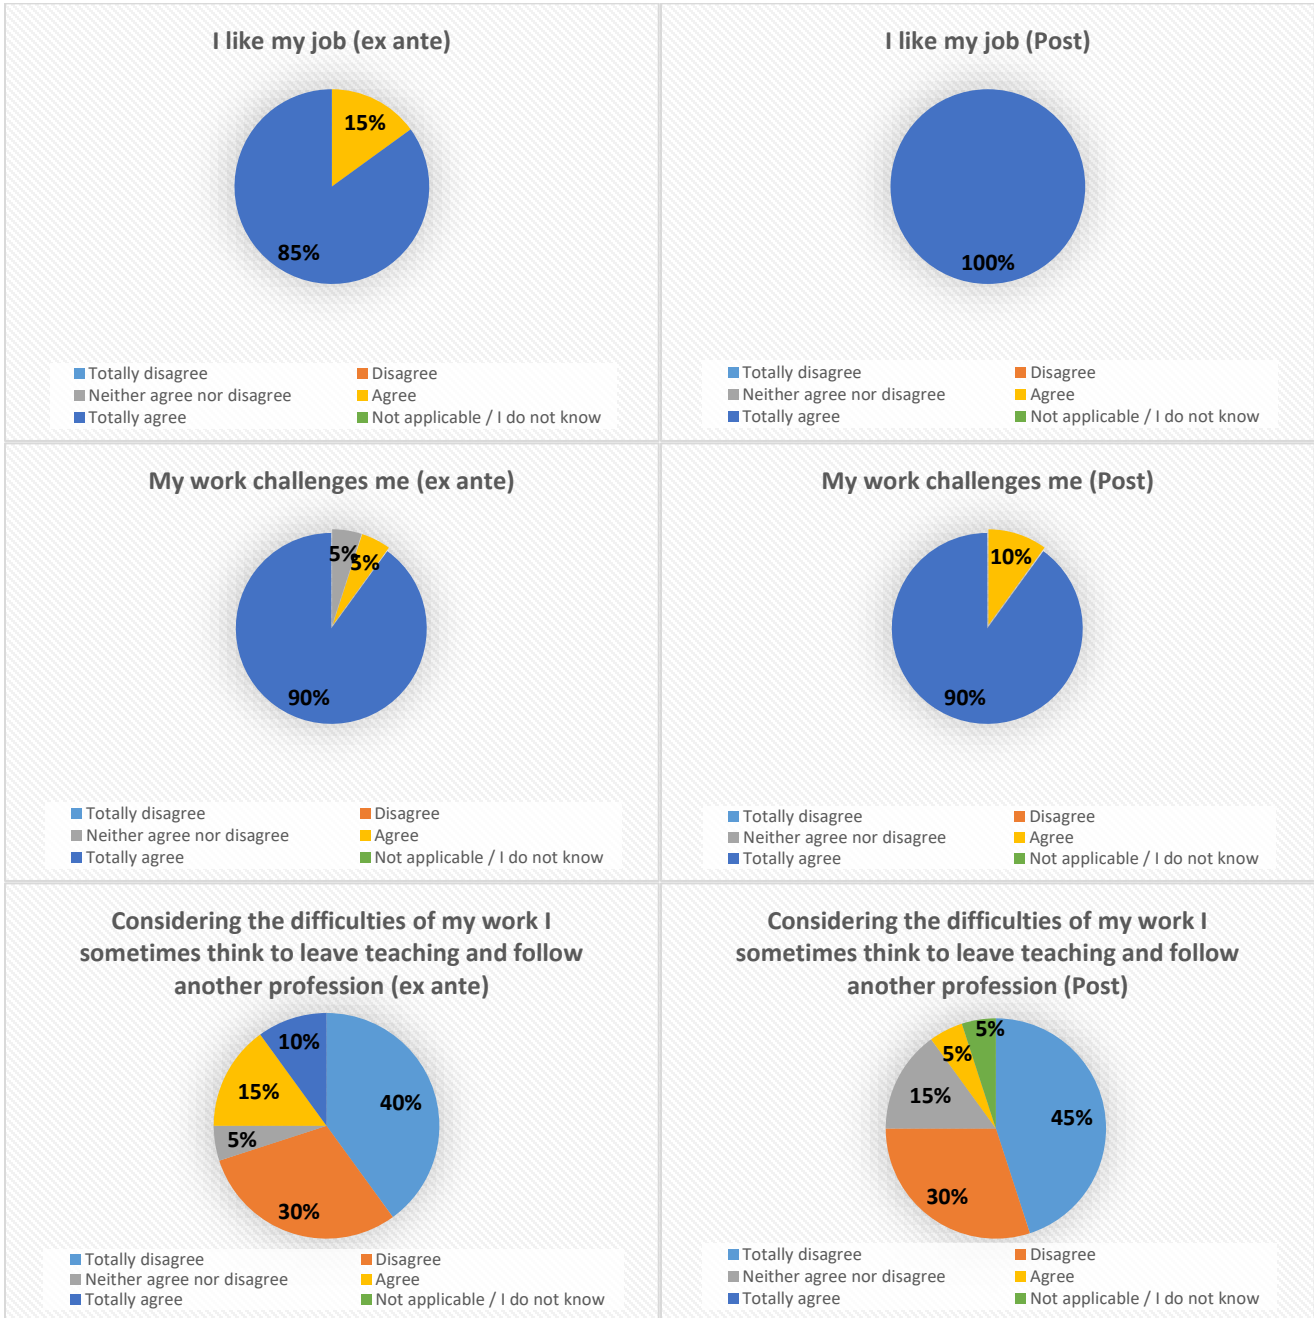 I like my job (ex ante)
15%
85%
Totally disagree
Disagree
Neither agree nor disagree
Agree
Totally agree
Not applicable / I do not know
I like my job (Post)
100%
Totally disagree
Disagree
Neither agree nor disagree
Agree
Totally agree
Not applicable / I do not know
My work challenges me (ex ante)
5%
5%
90%
Totally disagree
Disagree
Neither agree nor disagree
Agree
Totally agree
Not applicable / I do not know
My work challenges me (Post)
10%
90%
Totally disagree
Disagree
Neither agree nor disagree
Agree
Totally agree
Not applicable / I do not know
Considering the difficulties of my work I
sometimes think to leave teaching and follow
another profession (ex ante)
10%
40%
15%
5%
30%
Totally disagree
Disagree
Neither agree nor disagree
Agree
Totally agree
Not applicable / I do not know
Considering the difficulties of my work I
sometimes think to leave teaching and follow
another profession (Post)
5%
5%
15%
45%
30%
Totally disagree
Disagree
Neither agree nor disagree
Agree
Totally agree
Not applicable / I do not know